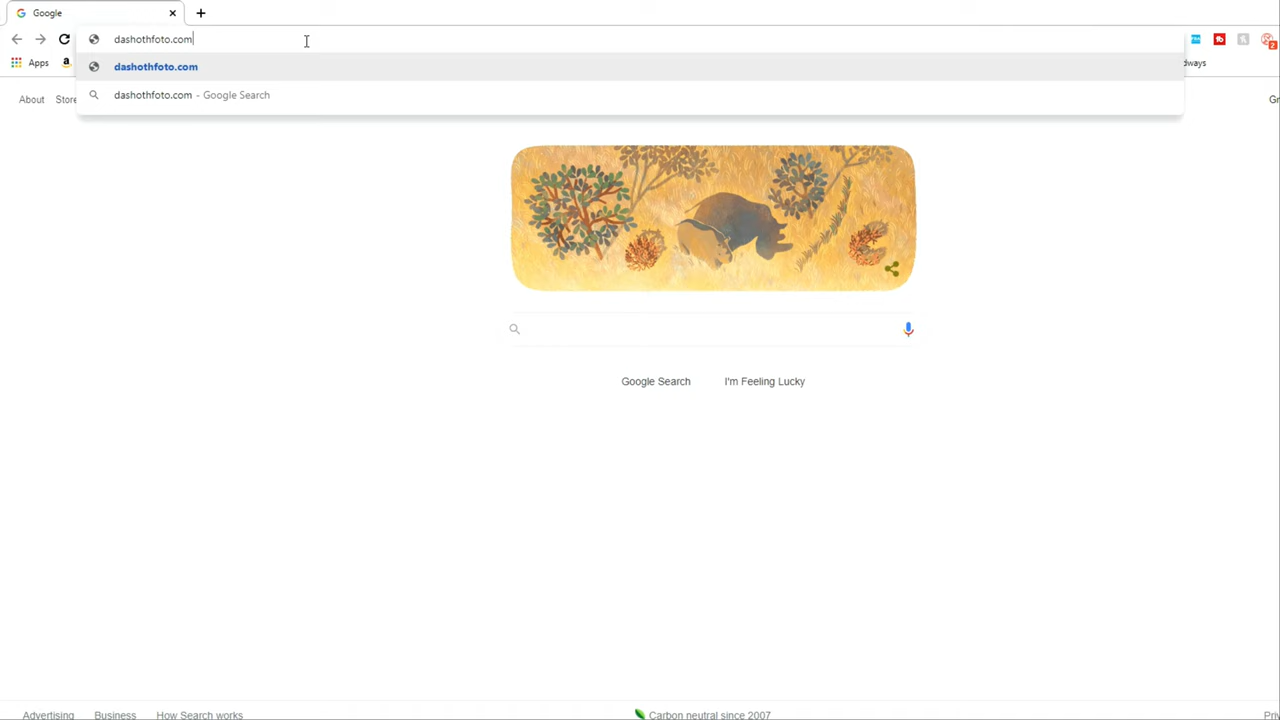 Google
dashothfoto.com
dashothfoto.com
dashothfoto.com - Google Search
Apps
About Store
Google Search I'm Feeling Lucky
Advertising Business How Search works Carbon neutral since 2007